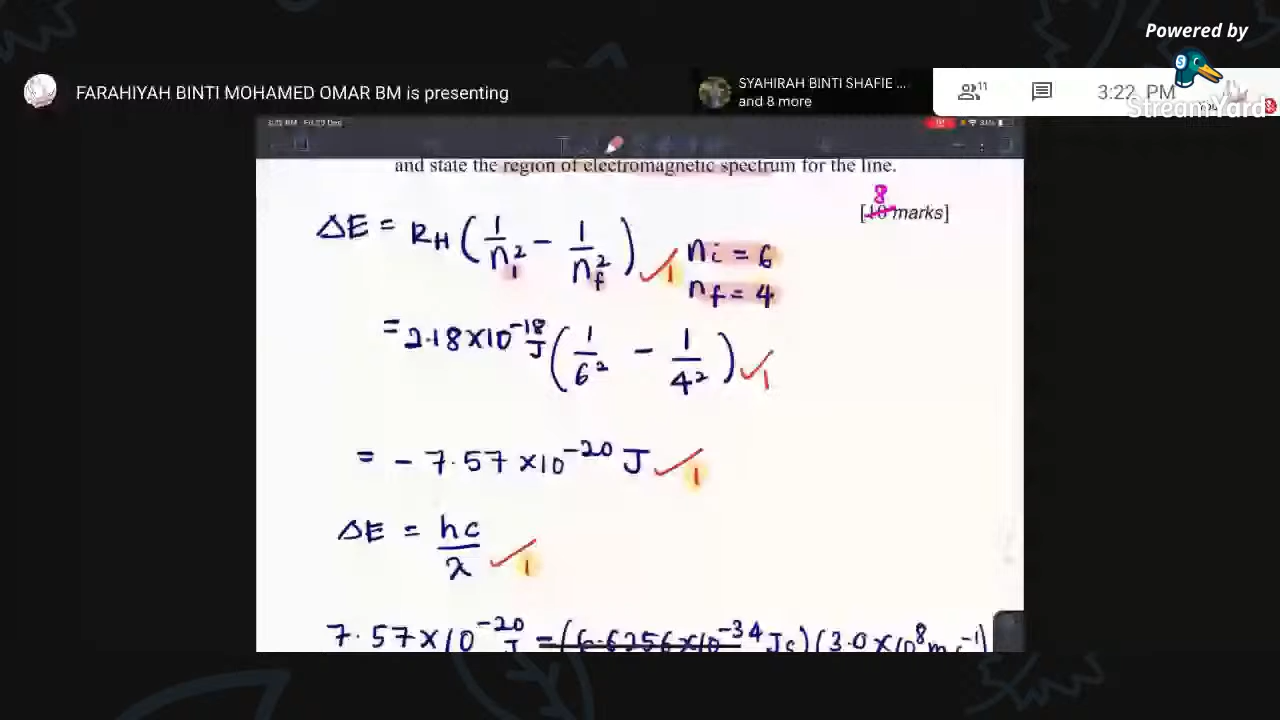 Powered by
FARAHIYAH BINTI MOHAMED OMAR BM is presenting
SYAHIRAH BINTI SHAFIE ...
and 8 more
11
3:22 PM
StreamYard
and state the region of electromagnetic spectrum for the line.
8
[10 marks]
ΔE = RH (1/n₁² − 1/nf²) ✓1 ni = 6
nf = 4
= 2.18×10⁻¹⁸ J (1/6² − 1/4²) ✓1
= − 7.57 ×10⁻²⁰ J ✓1
ΔE = hc/λ ✓1
7.57×10⁻²⁰ J = (6.6256×10⁻³⁴ Js)(3.0×10⁸ms⁻¹)